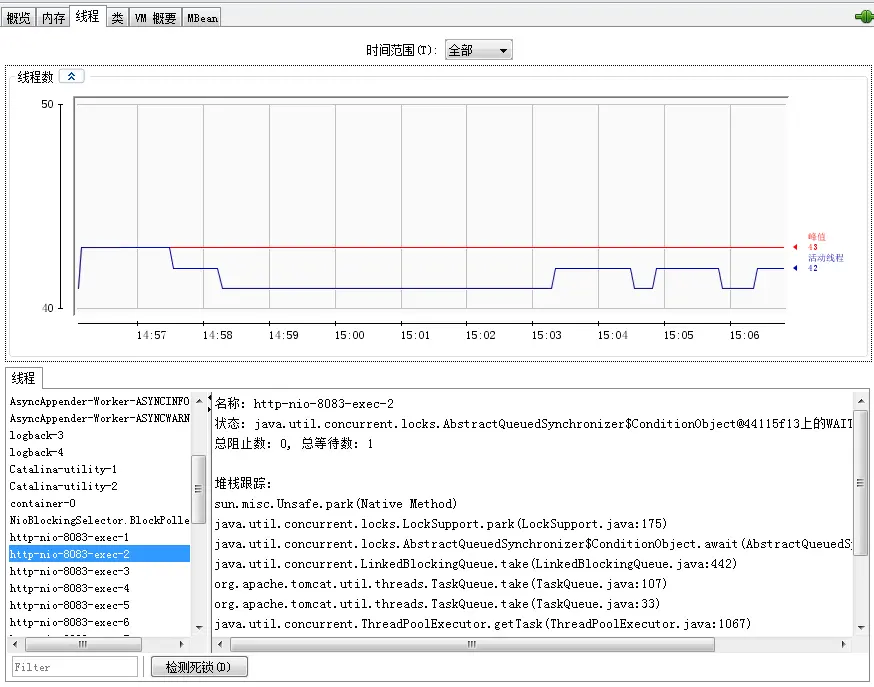 概览 内存 线程 类 VM 概要 MBean
时间范围(T): 全部
线程数
50
40
峰值
43
活动线程
42
14:57 14:58 14:59 15:00 15:01 15:02 15:03 15:04 15:05 15:06
线程
AsyncAppender-Worker-ASYNCINFO
AsyncAppender-Worker-ASYNCWARN
logback-3
logback-4
Catalina-utility-1
Catalina-utility-2
container-0
NioBlockingSelector.BlockPolle
http-nio-8083-exec-1
http-nio-8083-exec-2
http-nio-8083-exec-3
http-nio-8083-exec-4
http-nio-8083-exec-5
http-nio-8083-exec-6
名称: http-nio-8083-exec-2
状态: java.util.concurrent.locks.AbstractQueuedSynchronizer$ConditionObject@44115f13上的WAIT
总阻止数: 0, 总等待数: 1
堆栈跟踪:
sun.misc.Unsafe.park(Native Method)
java.util.concurrent.locks.LockSupport.park(LockSupport.java:175)
java.util.concurrent.locks.AbstractQueuedSynchronizer$ConditionObject.await(AbstractQueuedS
java.util.concurrent.LinkedBlockingQueue.take(LinkedBlockingQueue.java:442)
org.apache.tomcat.util.threads.TaskQueue.take(TaskQueue.java:107)
org.apache.tomcat.util.threads.TaskQueue.take(TaskQueue.java:33)
java.util.concurrent.ThreadPoolExecutor.getTask(ThreadPoolExecutor.java:1067)
Filter
检测死锁(D)